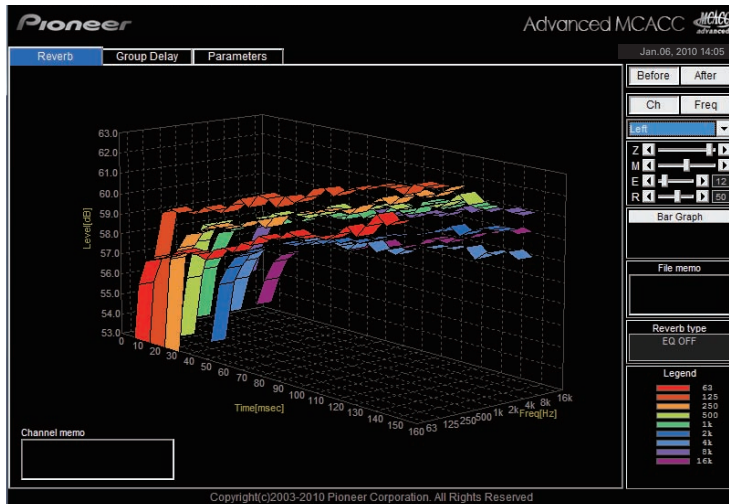 Pioneer
Advanced MCACC MCACC advanced
Jan.06, 2010 14:05
Reverb Group Delay Parameters
Before After
Ch Freq
Left
Z
M
E 12
R 50
Bar Graph
File memo
Reverb type
EQ OFF
Legend
63
125
250
500
1k
2k
4k
8k
16k
Level[dB]
63.0
62.0
61.0
60.0
59.0
58.0
57.0
56.0
55.0
54.0
53.0
0 10 20 30 40 50 60 70 80 90 100 110 120 130 140 150 160
Time[msec]
63 125 250 500 1k 2k 4k 8k 16k
Freq[Hz]
Channel memo
Copyright(c)2003-2010 Pioneer Corporation. All Rights Reserved